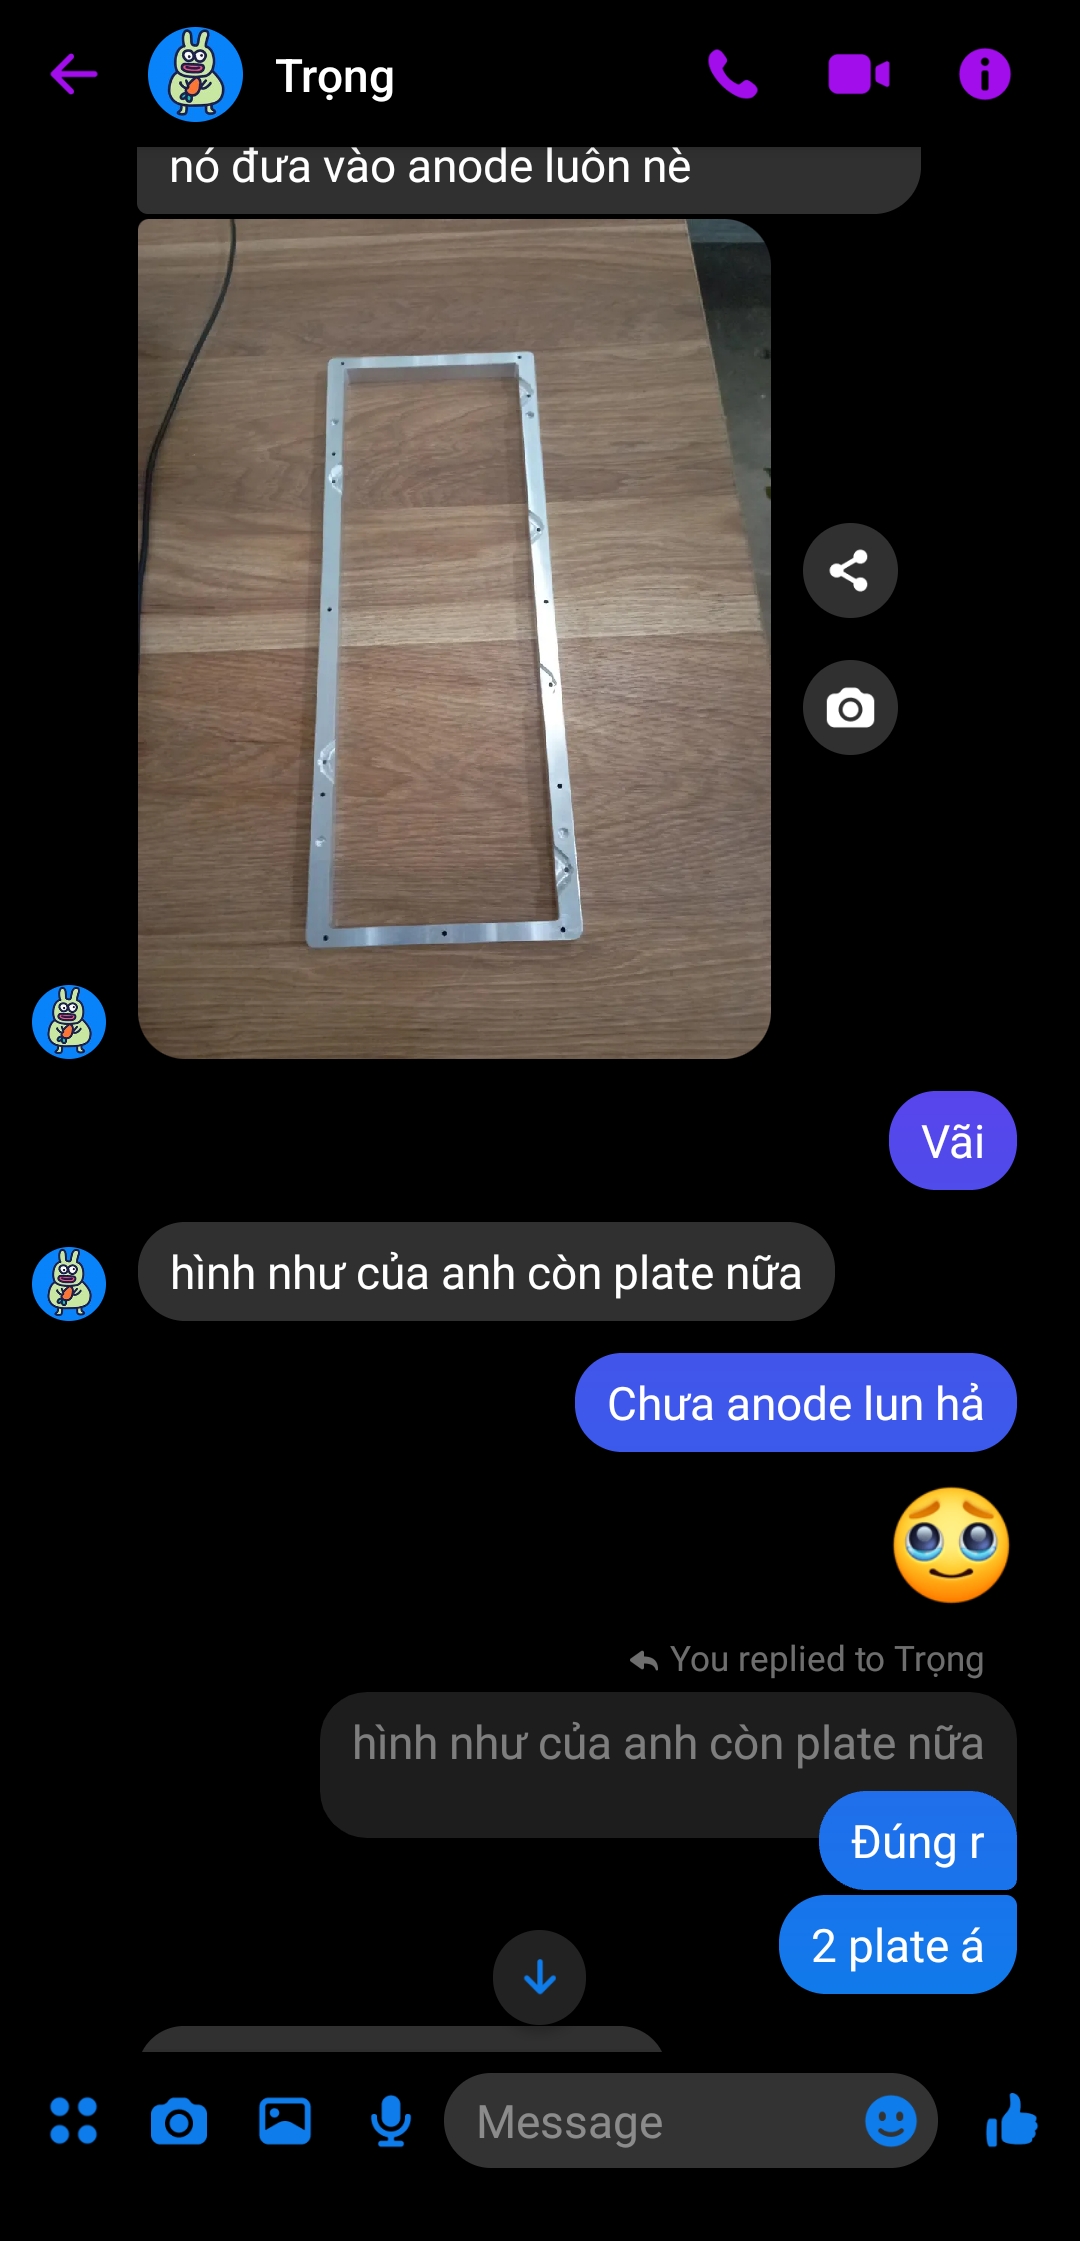 Trọng
nó đưa vào anode luôn nè
Vãi
hình như của anh còn plate nữa
Chưa anode lun hả
You replied to Trọng
hình như của anh còn plate nữa
Đúng r
2 plate á
Message